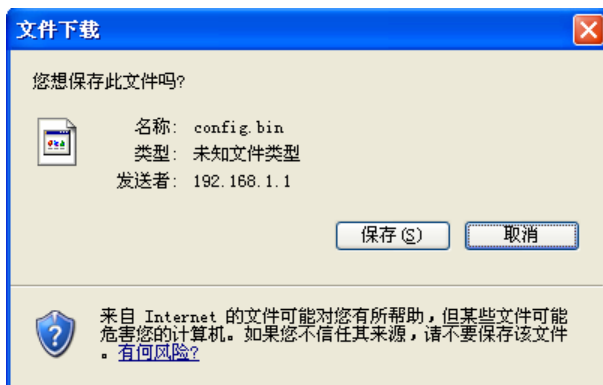 文件下载
您想保存此文件吗?
名称: config.bin
类型: 未知文件类型
发送者: 192.168.1.1
保存(S) 取消
来自 Internet 的文件可能对您有所帮助，但某些文件可能
危害您的计算机。如果您不信任其来源，请不要保存该文件
。有何风险?